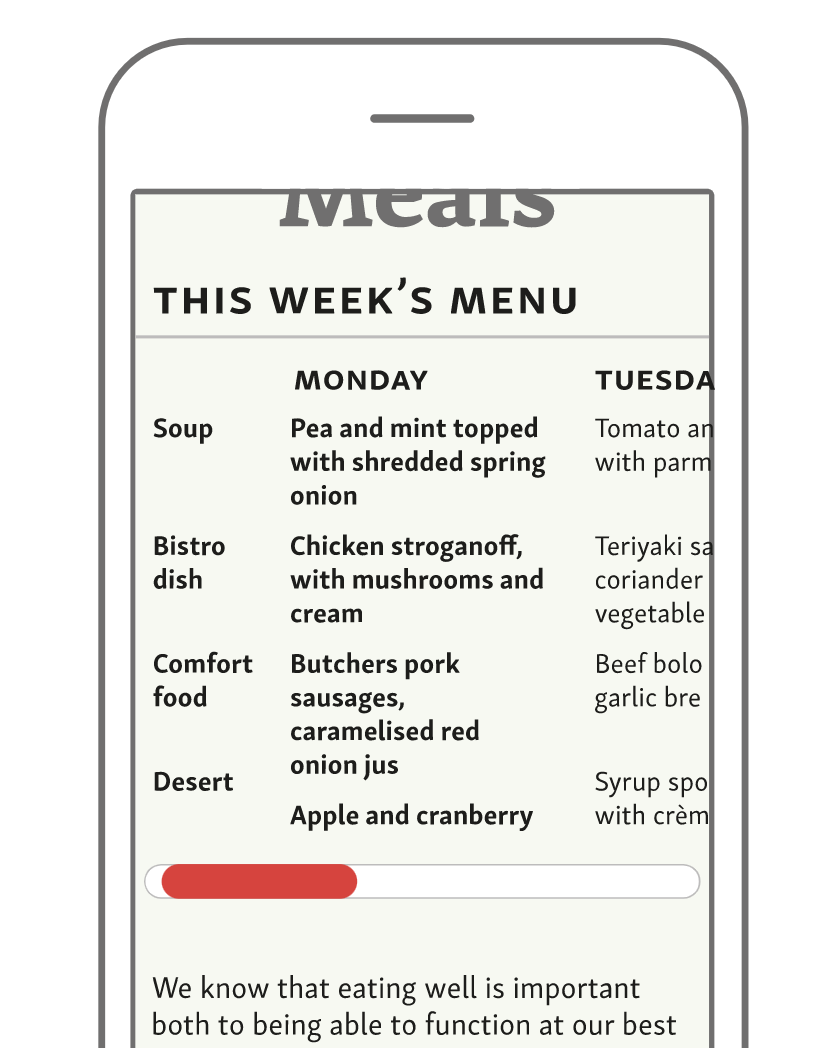 Meals
THIS WEEK’S MENU
MONDAY TUESDA
Soup Pea and mint topped Tomato an
with shredded spring with parm
onion
Bistro Chicken stroganoff, Teriyaki sa
dish with mushrooms and coriander
cream vegetable
Comfort Butchers pork Beef bolo
food sausages, garlic bre
caramelised red
onion jus
Desert Syrup spo
Apple and cranberry with crèm
We know that eating well is important
both to being able to function at our best